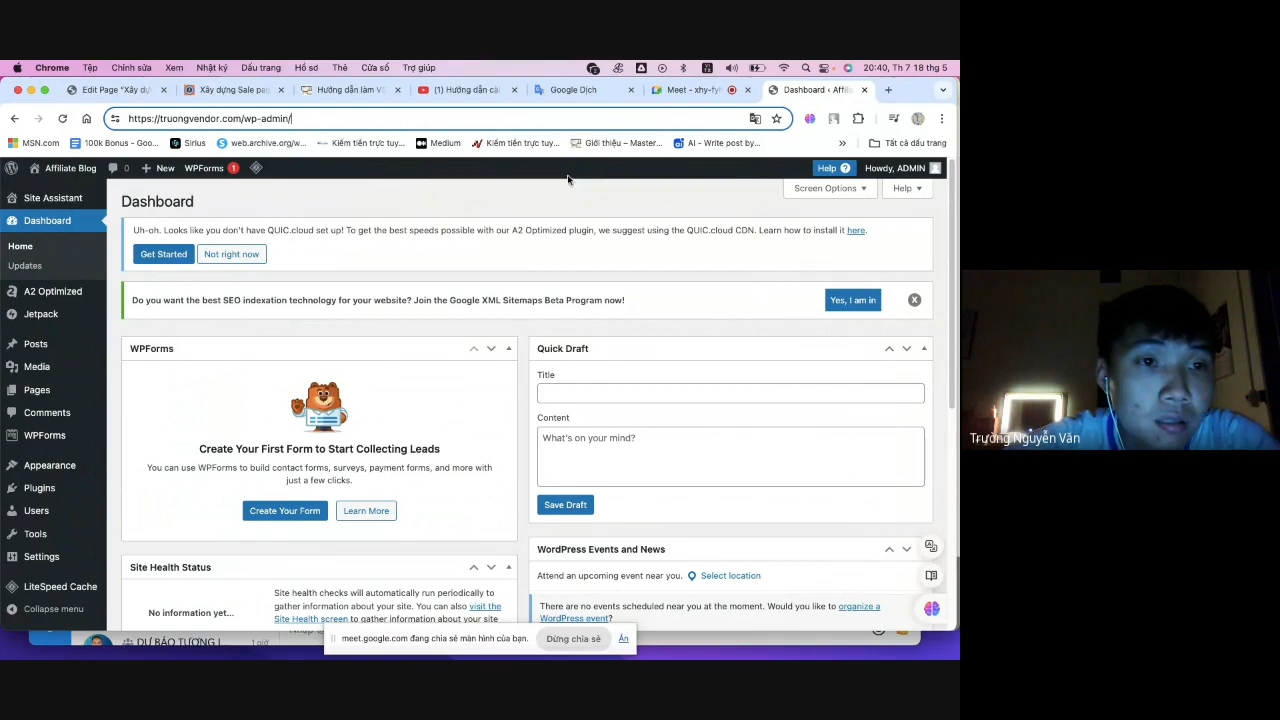 Chrome Tệp Chỉnh sửa Xem Nhật ký Dấu trang Hồ sơ Thẻ Cửa sổ Trợ giúp 20:40, Th 7 18 thg 5
Edit Page "Xây dự Xây dựng Sale pag Hướng dẫn làm V (1) Hướng dẫn cài Google Dịch Meet - xhy-fyh Dashboard ‹ Affilia
https://truongvendor.com/wp-admin/
MSN.com 100k Bonus - Goo... Sirius web.archive.org/w... Kiếm tiền trực tuy... Medium Kiếm tiền trực tuy... Giới thiệu – Master... AI - Write post by... Tất cả dấu trang
Affiliate Blog 0 New WPForms 1 Help Howdy, ADMIN
Screen Options Help
Site Assistant
Dashboard
Home
Updates
A2 Optimized
Jetpack
Posts
Media
Pages
Comments
WPForms
Appearance
Plugins
Users
Tools
Settings
LiteSpeed Cache
Collapse menu
Dashboard
Uh-oh. Looks like you don't have QUIC.cloud set up! To get the best speeds possible with our A2 Optimized plugin, we suggest using the QUIC.cloud CDN. Learn how to install it here.
Get Started Not right now
Do you want the best SEO indexation technology for your website? Join the Google XML Sitemaps Beta Program now! Yes, I am in
WPForms
Create Your First Form to Start Collecting Leads
You can use WPForms to build contact forms, surveys, payment forms, and more with
just a few clicks.
Create Your Form Learn More
Site Health Status
No information yet...
Site health checks will automatically run periodically to
gather information about your site. You can also visit the
Site Health screen to gather information about your site
Quick Draft
Title
Content
What's on your mind?
Save Draft
WordPress Events and News
Attend an upcoming event near you. Select location
There are no events scheduled near you at the moment. Would you like to organize a
WordPress event?
DỰ BÁO TƯƠNG L 1 giờ
meet.google.com đang chia sẻ màn hình của bạn. Dừng chia sẻ Ẩn
Trường Nguyễn Văn